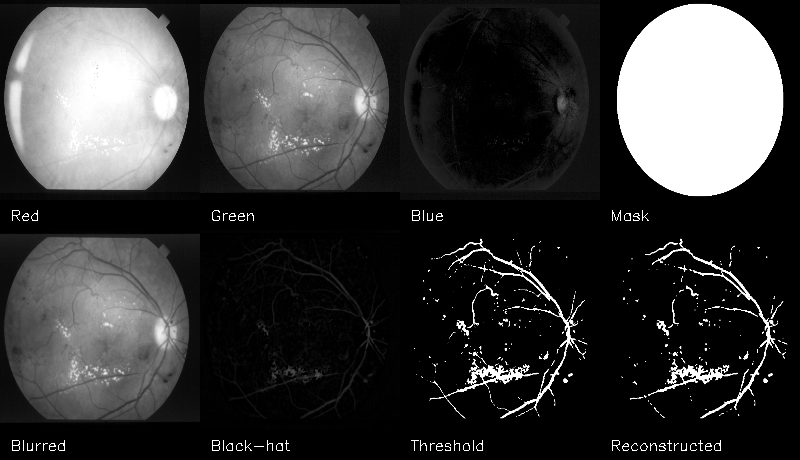 Red
Green
Blue
Mask
Blurred
Black-hat
Threshold
Reconstructed